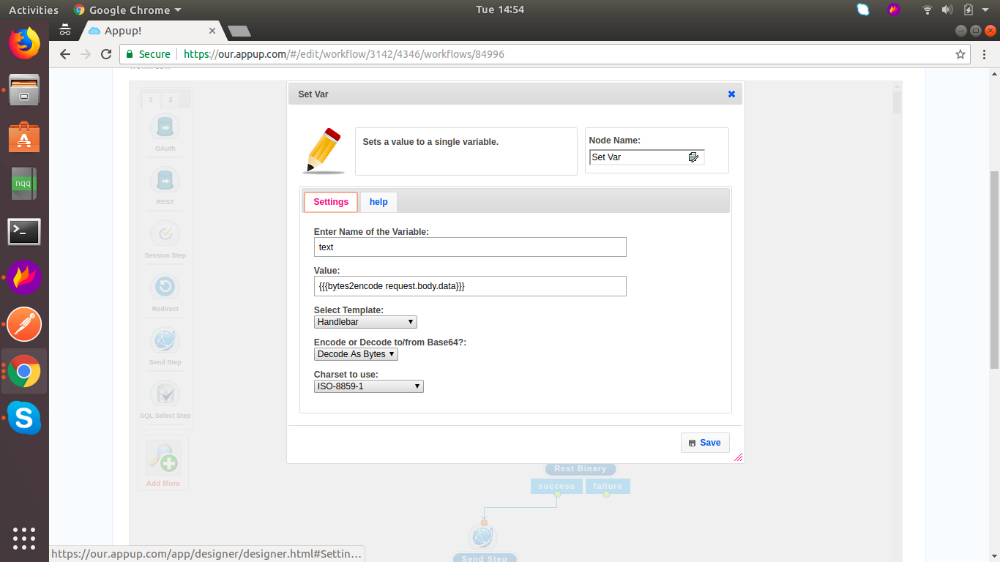 Activities
Google Chrome
Tue 14:54
Appup!
Secure
https://our.appup.com/#/edit/workflow/3142/4346/workflows/84996
Set Var
1
2
OAuth
REST
Session Step
Redirect
Send Step
SQL Select Step
Add More
Sets a value to a single variable.
Node Name:
Set Var
Settings
help
Enter Name of the Variable:
text
Value:
{{{bytes2encode request.body.data}}}
Select Template:
Handlebar
Encode or Decode to/from Base64?:
Decode As Bytes
Charset to use:
ISO-8859-1
Save
Rest Binary
success
failure
Send Step
nqq
S
https://our.appup.com/app/designer/designer.html#Settin…